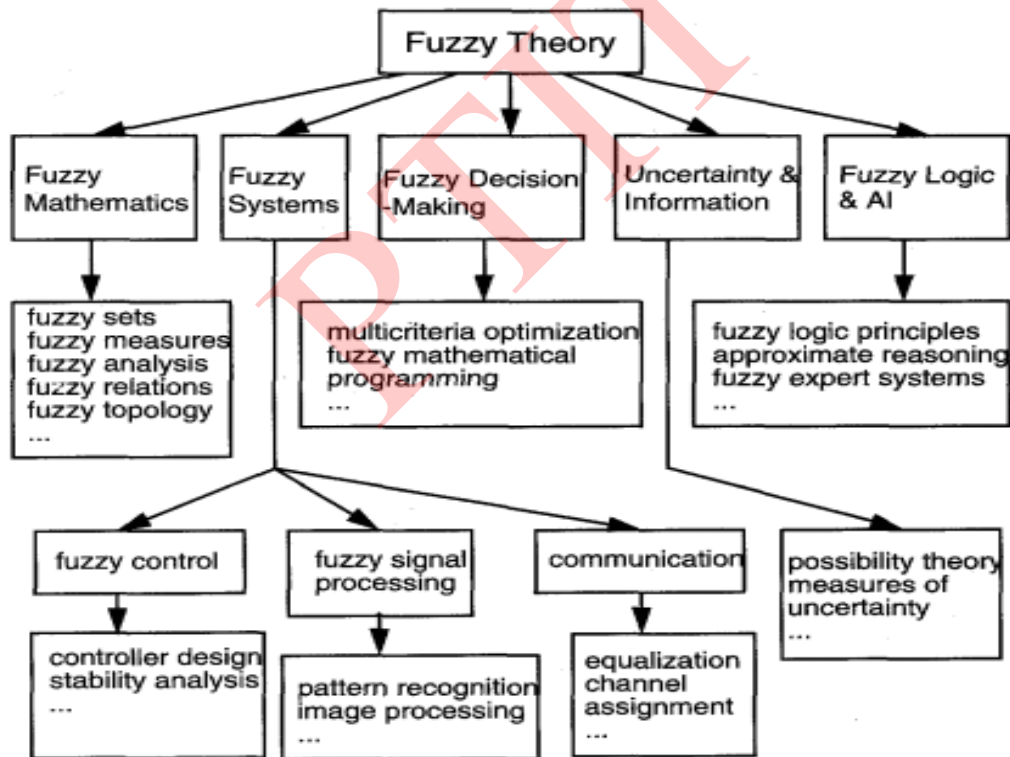 Fuzzy Theory
Fuzzy
Mathematics
Fuzzy
Systems
Fuzzy Decision
-Making
Uncertainty &
Information
Fuzzy Logic
& AI
fuzzy sets
fuzzy measures
fuzzy analysis
fuzzy relations
fuzzy topology
...
multicriteria optimization
fuzzy mathematical
programming
...
fuzzy logic principles
approximate reasoning
fuzzy expert systems
...
fuzzy control
fuzzy signal
processing
communication
possibility theory
measures of
uncertainty
...
controller design
stability analysis
...
pattern recognition
image processing
...
equalization
channel
assignment
...
PTIT